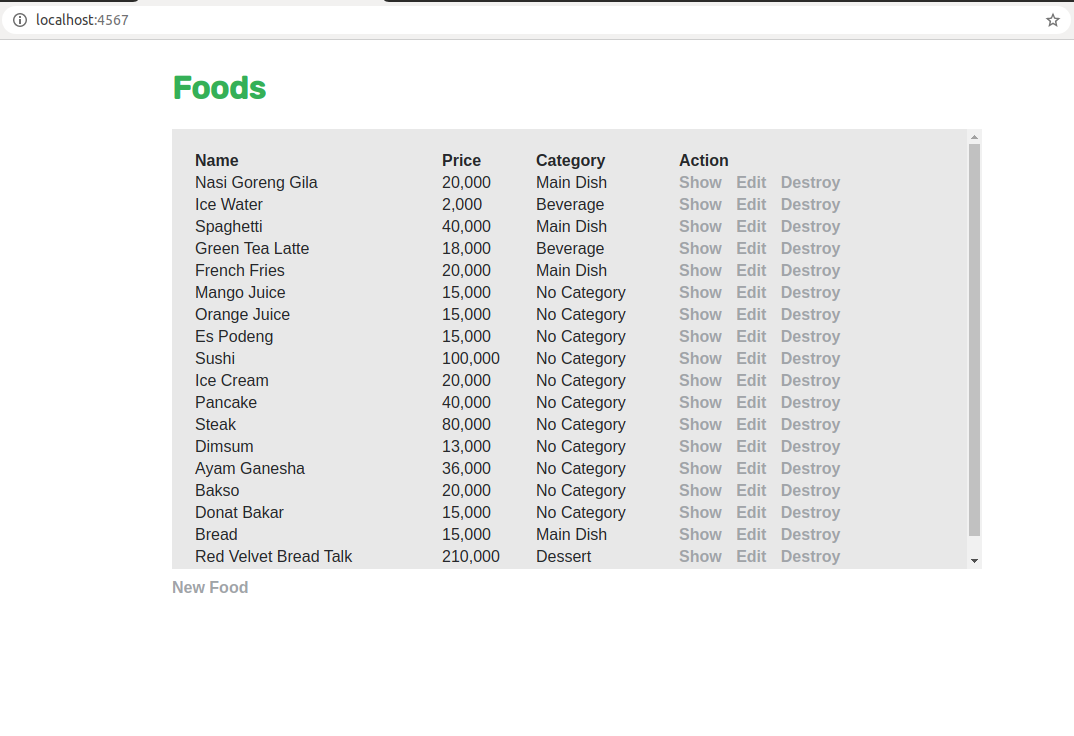 localhost:4567
Foods
Name Price Category Action
Nasi Goreng Gila 20,000 Main Dish Show Edit Destroy
Ice Water 2,000 Beverage Show Edit Destroy
Spaghetti 40,000 Main Dish Show Edit Destroy
Green Tea Latte 18,000 Beverage Show Edit Destroy
French Fries 20,000 Main Dish Show Edit Destroy
Mango Juice 15,000 No Category Show Edit Destroy
Orange Juice 15,000 No Category Show Edit Destroy
Es Podeng 15,000 No Category Show Edit Destroy
Sushi 100,000 No Category Show Edit Destroy
Ice Cream 20,000 No Category Show Edit Destroy
Pancake 40,000 No Category Show Edit Destroy
Steak 80,000 No Category Show Edit Destroy
Dimsum 13,000 No Category Show Edit Destroy
Ayam Ganesha 36,000 No Category Show Edit Destroy
Bakso 20,000 No Category Show Edit Destroy
Donat Bakar 15,000 No Category Show Edit Destroy
Bread 15,000 Main Dish Show Edit Destroy
Red Velvet Bread Talk 210,000 Dessert Show Edit Destroy
New Food